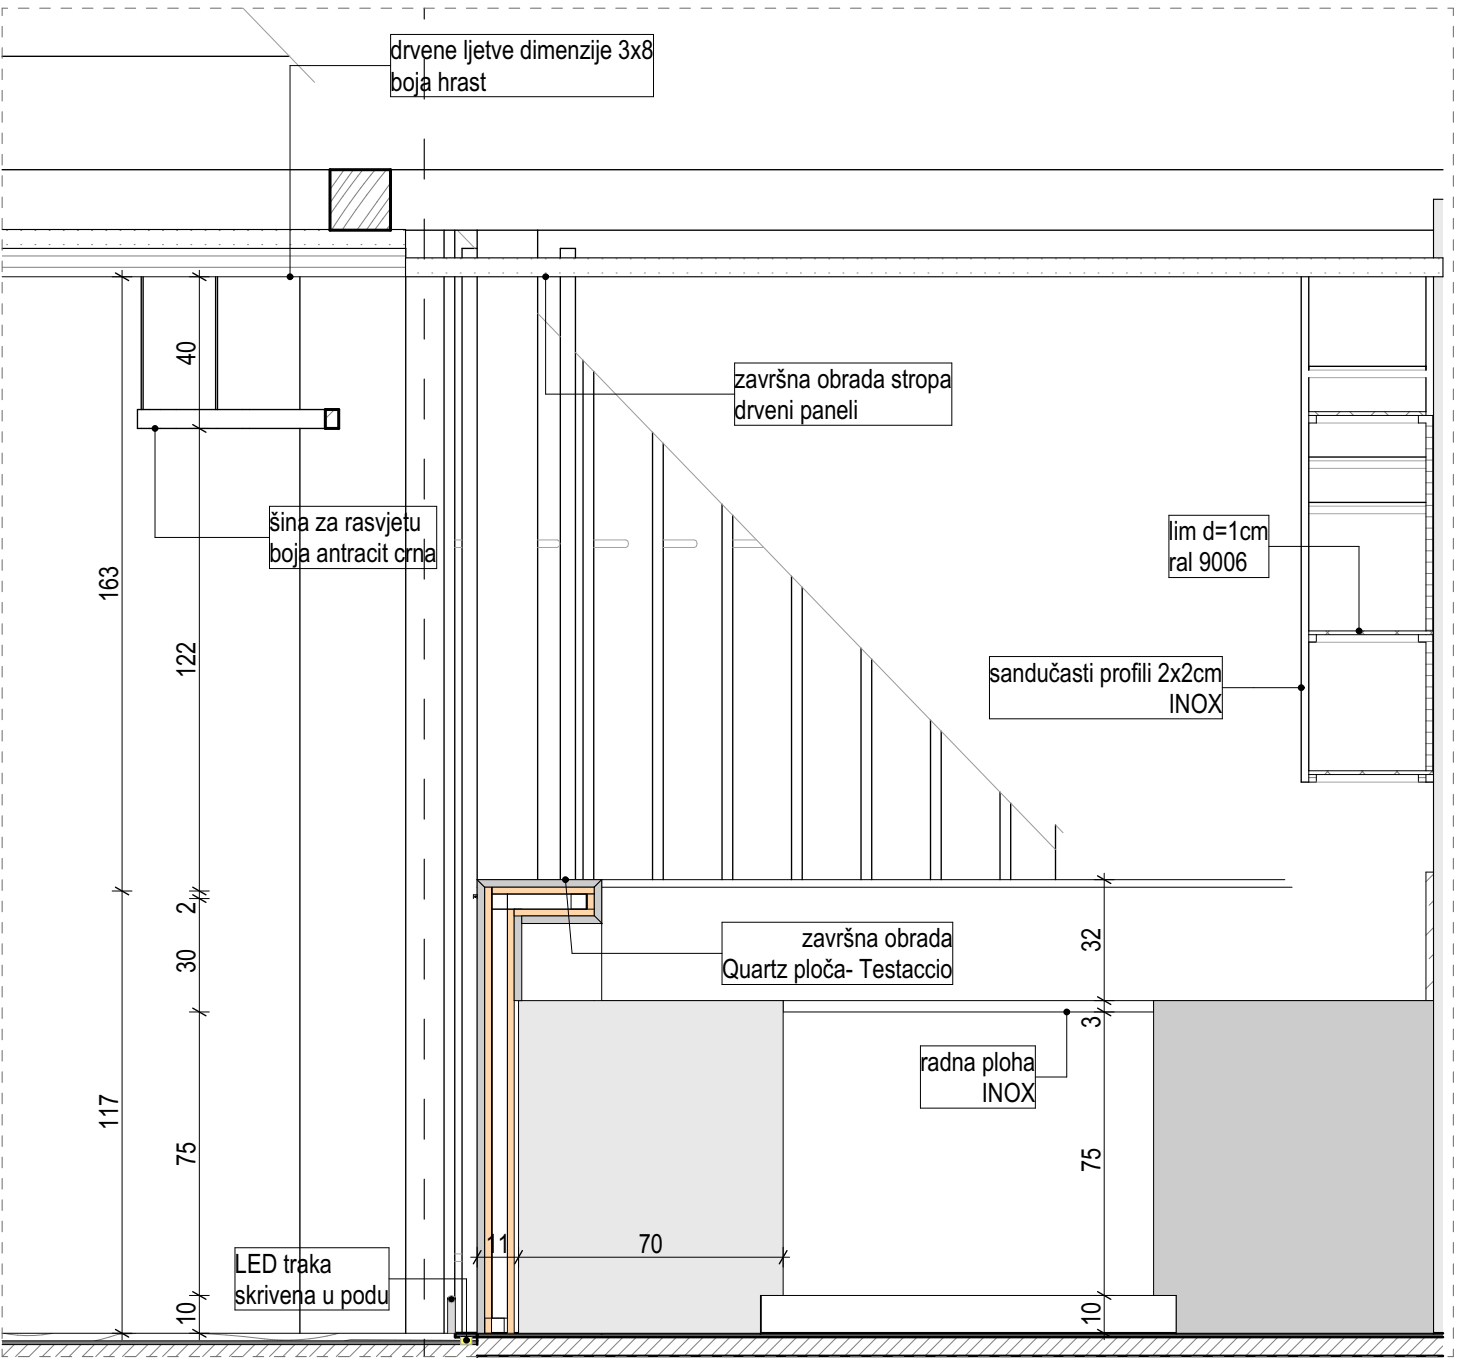 drvene ljetve dimenzije 3x8
boja hrast
40
završna obrada stropa
drveni paneli
šina za rasvjetu
boja antracit crna
lim d=1cm
ral 9006
163
122
sandučasti profili 2x2cm
INOX
2
30
32
završna obrada
Quartz ploča- Testaccio
3
radna ploha
INOX
117
75
75
11
70
LED traka
skrivena u podu
10
10